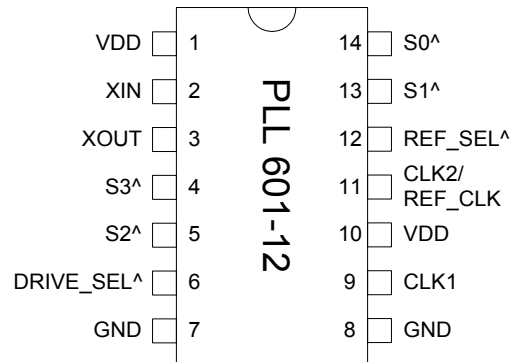 VDD 1 14 S0^
XIN 2 13 S1^
XOUT 3 12 REF_SEL^
S3^ 4 11 CLK2/
REF_CLK
S2^ 5 10 VDD
DRIVE_SEL^ 6 9 CLK1
GND 7 8 GND
PLL 601-12